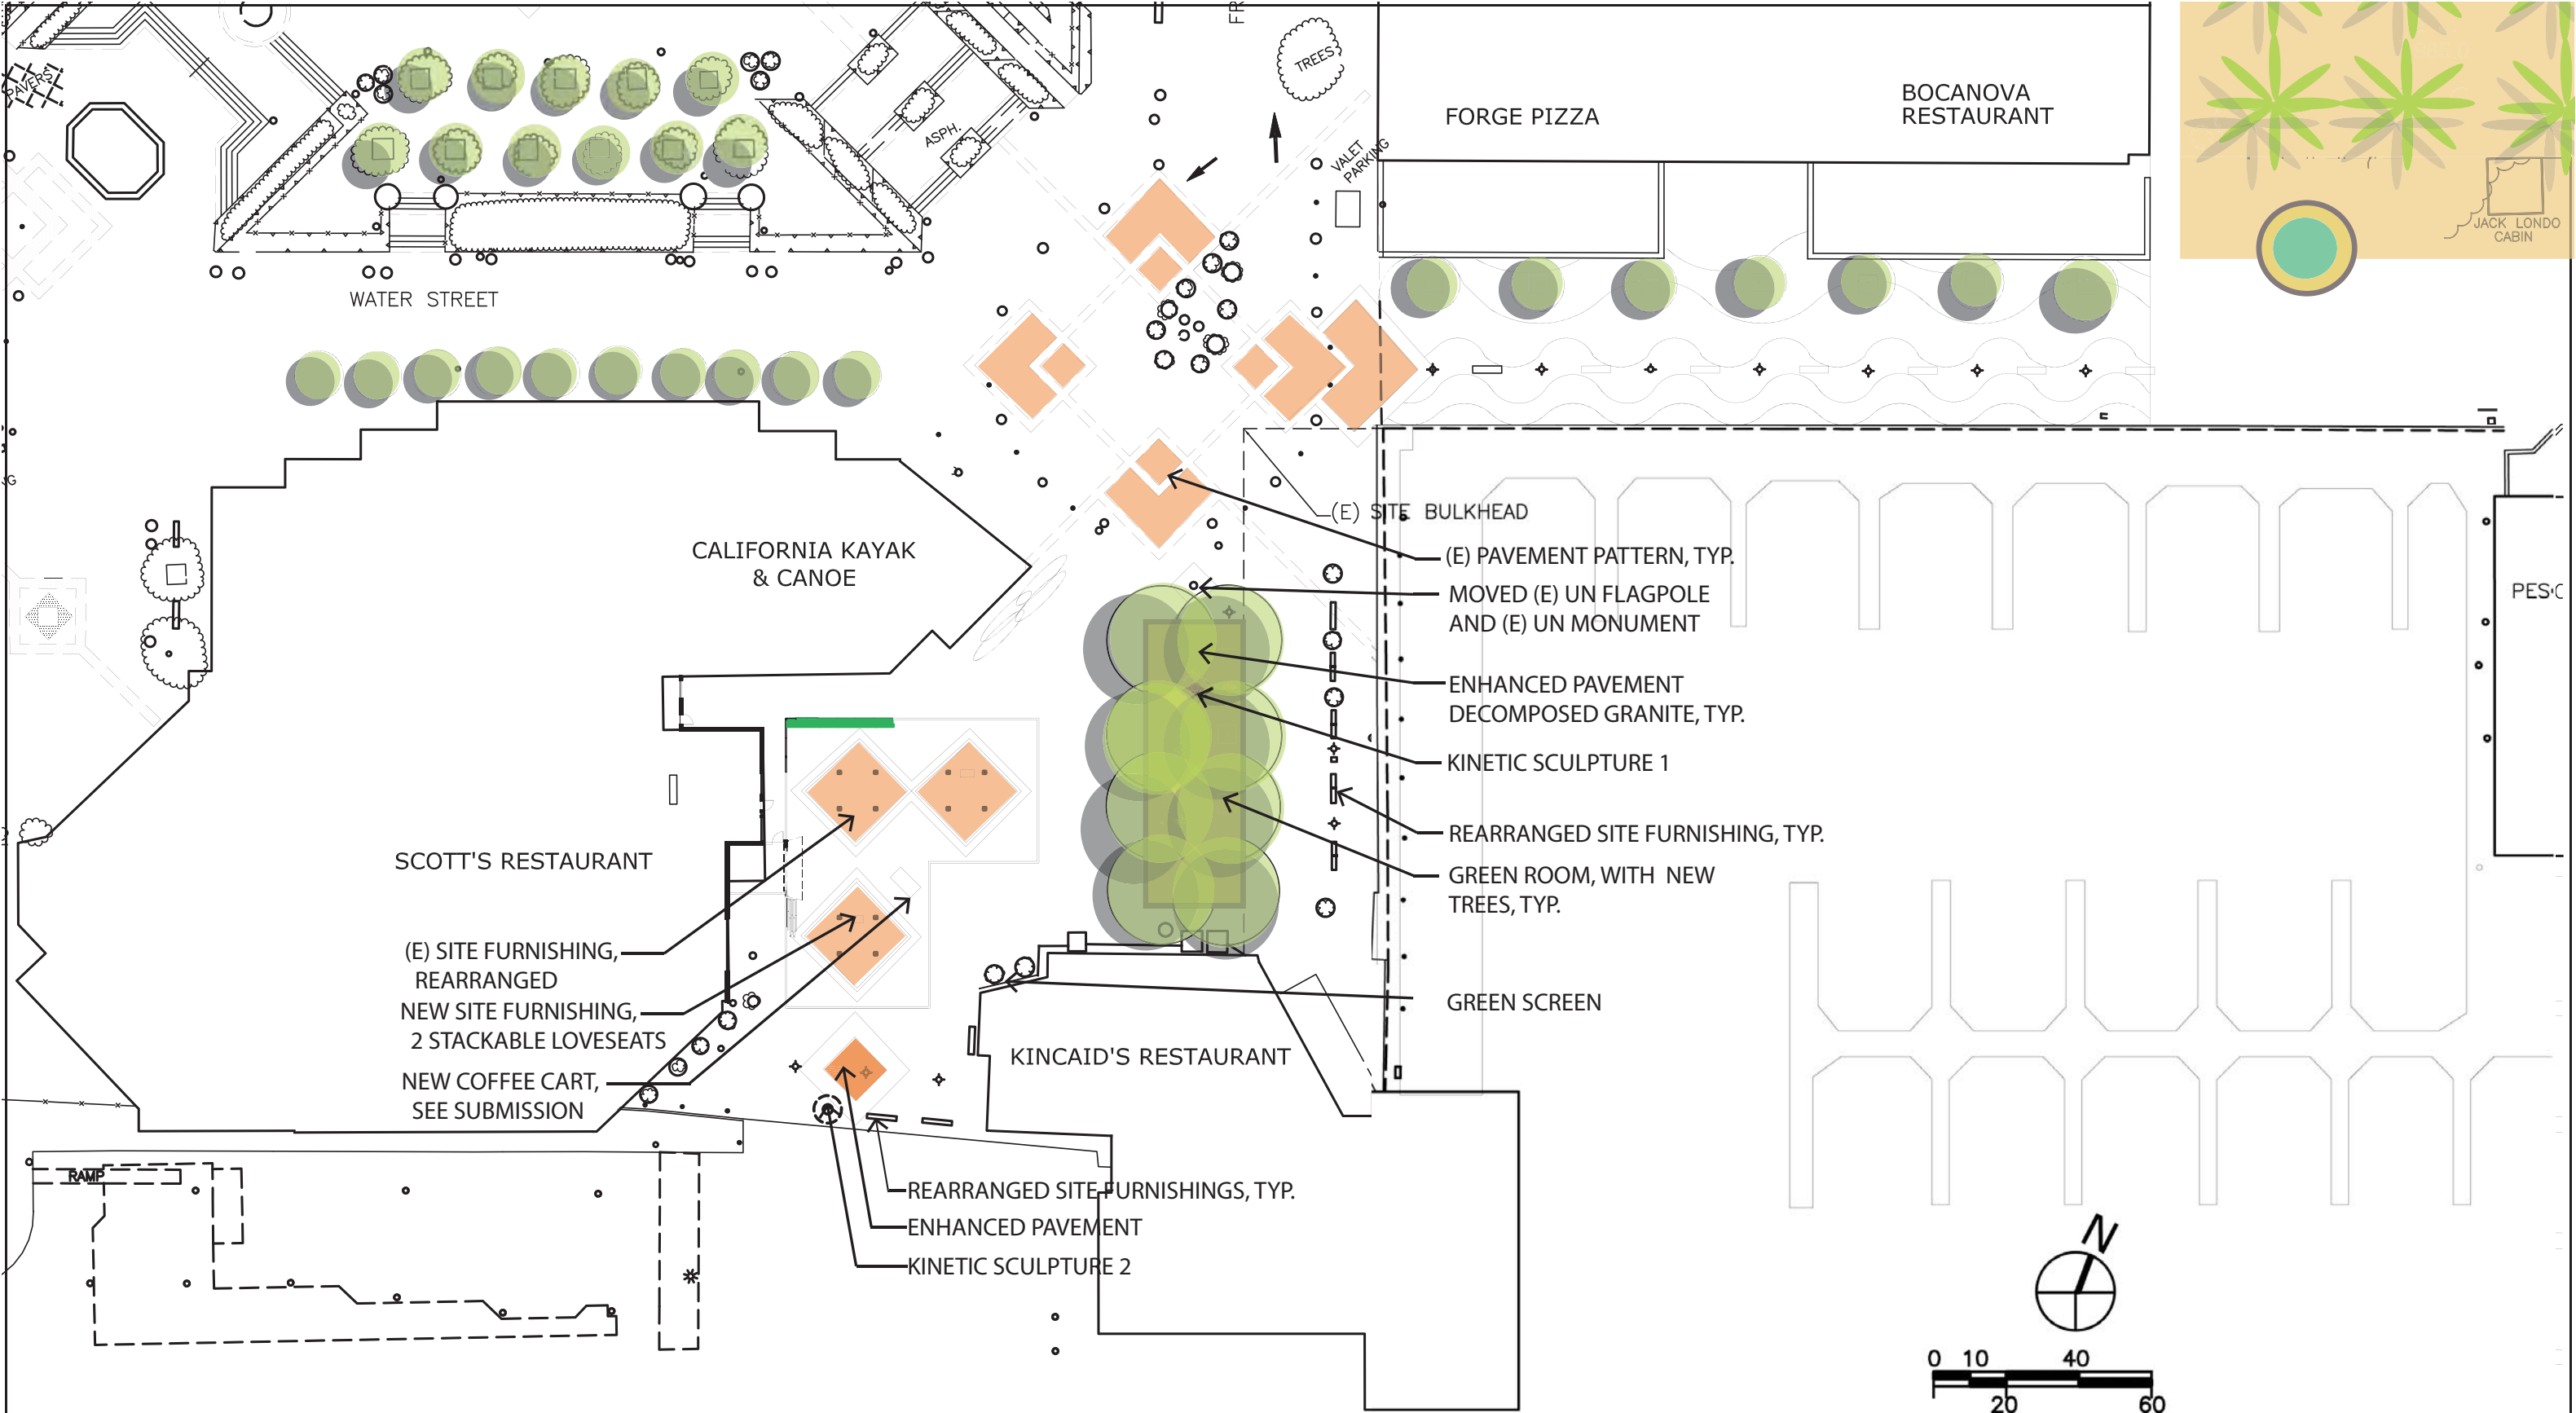 FR
PAVERS
TREES
ASPH.
VALET
PARKING
FORGE PIZZA
BOCANOVA
RESTAURANT
JACK LONDO
CABIN
WATER STREET
(E) SITE BULKHEAD
CALIFORNIA KAYAK
& CANOE
(E) PAVEMENT PATTERN, TYP.
MOVED (E) UN FLAGPOLE
AND (E) UN MONUMENT
ENHANCED PAVEMENT
DECOMPOSED GRANITE, TYP.
KINETIC SCULPTURE 1
REARRANGED SITE FURNISHING, TYP.
GREEN ROOM, WITH NEW
TREES, TYP.
GREEN SCREEN
SCOTT'S RESTAURANT
(E) SITE FURNISHING,
REARRANGED
NEW SITE FURNISHING,
2 STACKABLE LOVESEATS
NEW COFFEE CART,
SEE SUBMISSION
KINCAID'S RESTAURANT
RAMP
REARRANGED SITE FURNISHINGS, TYP.
ENHANCED PAVEMENT
KINETIC SCULPTURE 2
N
0 10 40
20 60